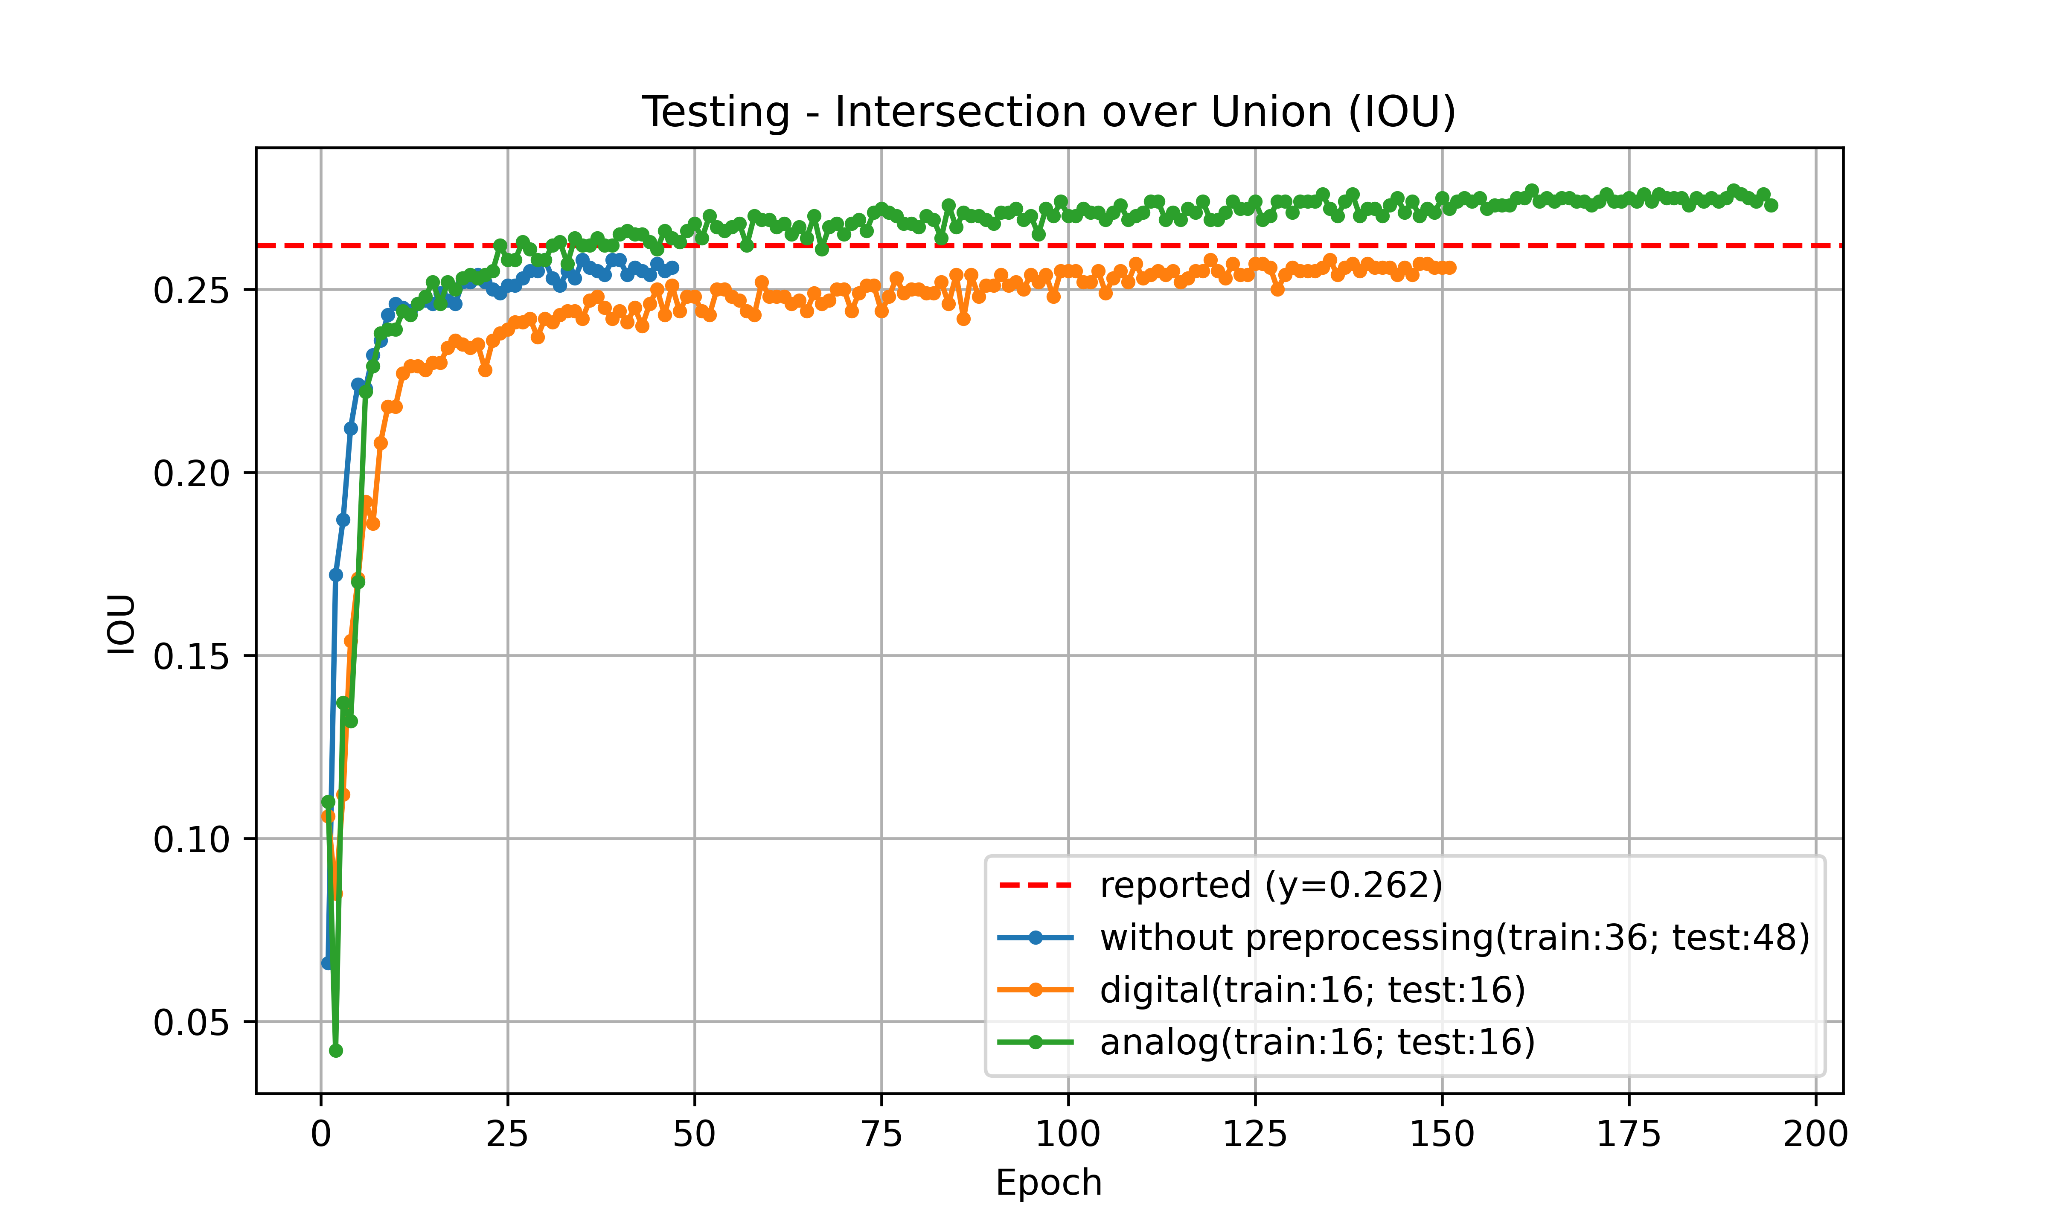 Testing - Intersection over Union (IOU)
IOU
0.25
0.20
0.15
0.10
0.05
reported (y=0.262)
without preprocessing(train:36; test:48)
digital(train:16; test:16)
analog(train:16; test:16)
0 25 50 75 100 125 150 175 200
Epoch